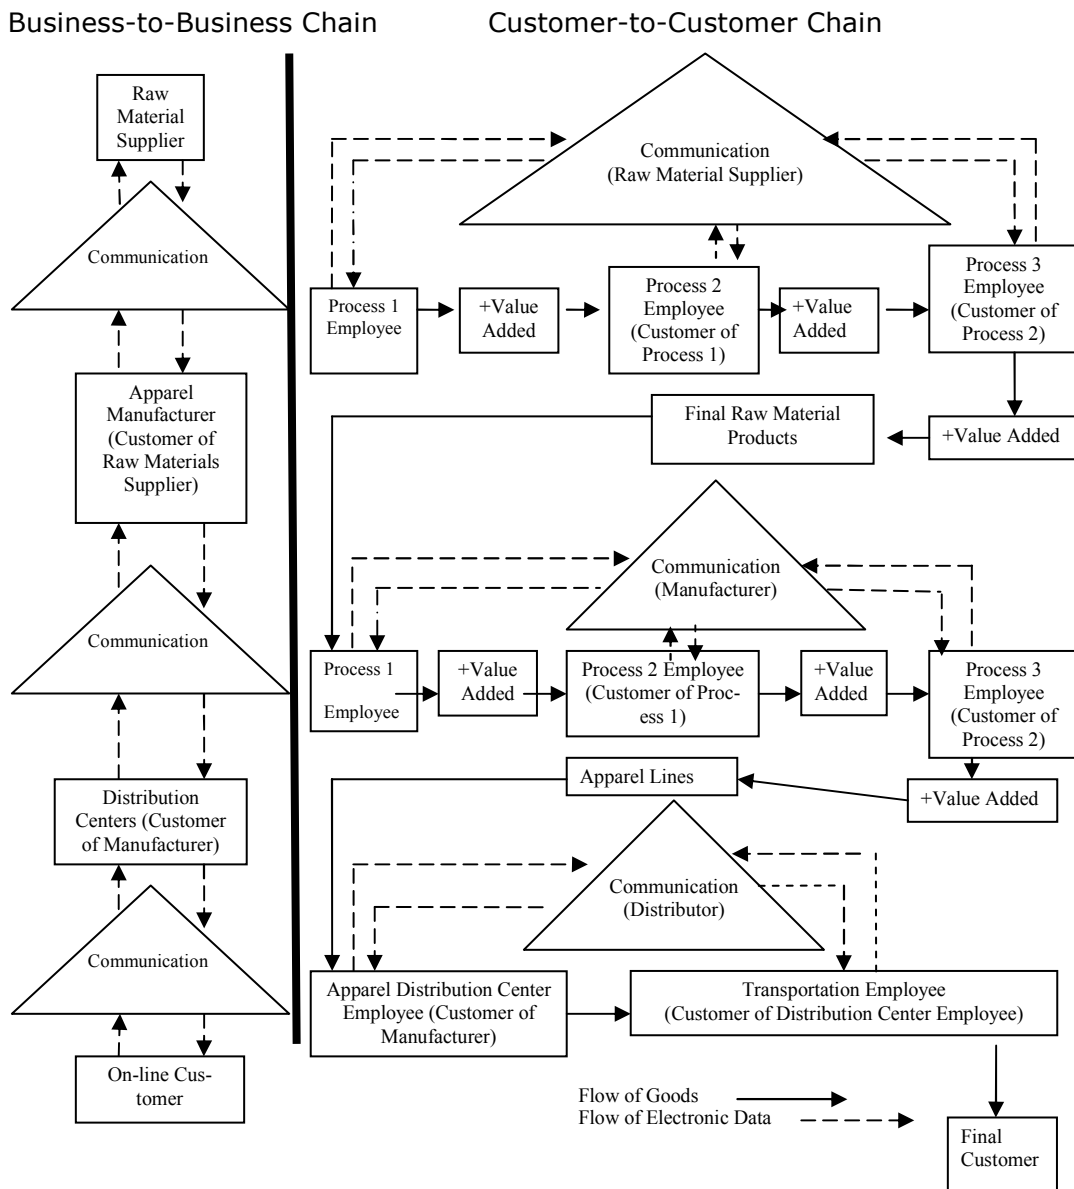 Business-to-Business Chain
Customer-to-Customer Chain
Raw
Material
Supplier
Communication
Apparel
Manufacturer
(Customer of
Raw Materials
Supplier)
Communication
Distribution
Centers (Customer
of Manufacturer)
Communication
On-line Cus-
tomer
Communication
(Raw Material Supplier)
Process 1
Employee
+Value
Added
Process 2
Employee
(Customer of
Process 1)
+Value
Added
Process 3
Employee
(Customer of
Process 2)
Final Raw Material
Products
+Value Added
Communication
(Manufacturer)
Process 1
Employee
+Value
Added
Process 2 Employee
(Customer of Proc-
ess 1)
+Value
Added
Process 3
Employee
(Customer of
Process 2)
Apparel Lines
+Value Added
Communication
(Distributor)
Apparel Distribution Center
Employee (Customer of
Manufacturer)
Transportation Employee
(Customer of Distribution Center Employee)
Flow of Goods
Flow of Electronic Data
Final
Customer